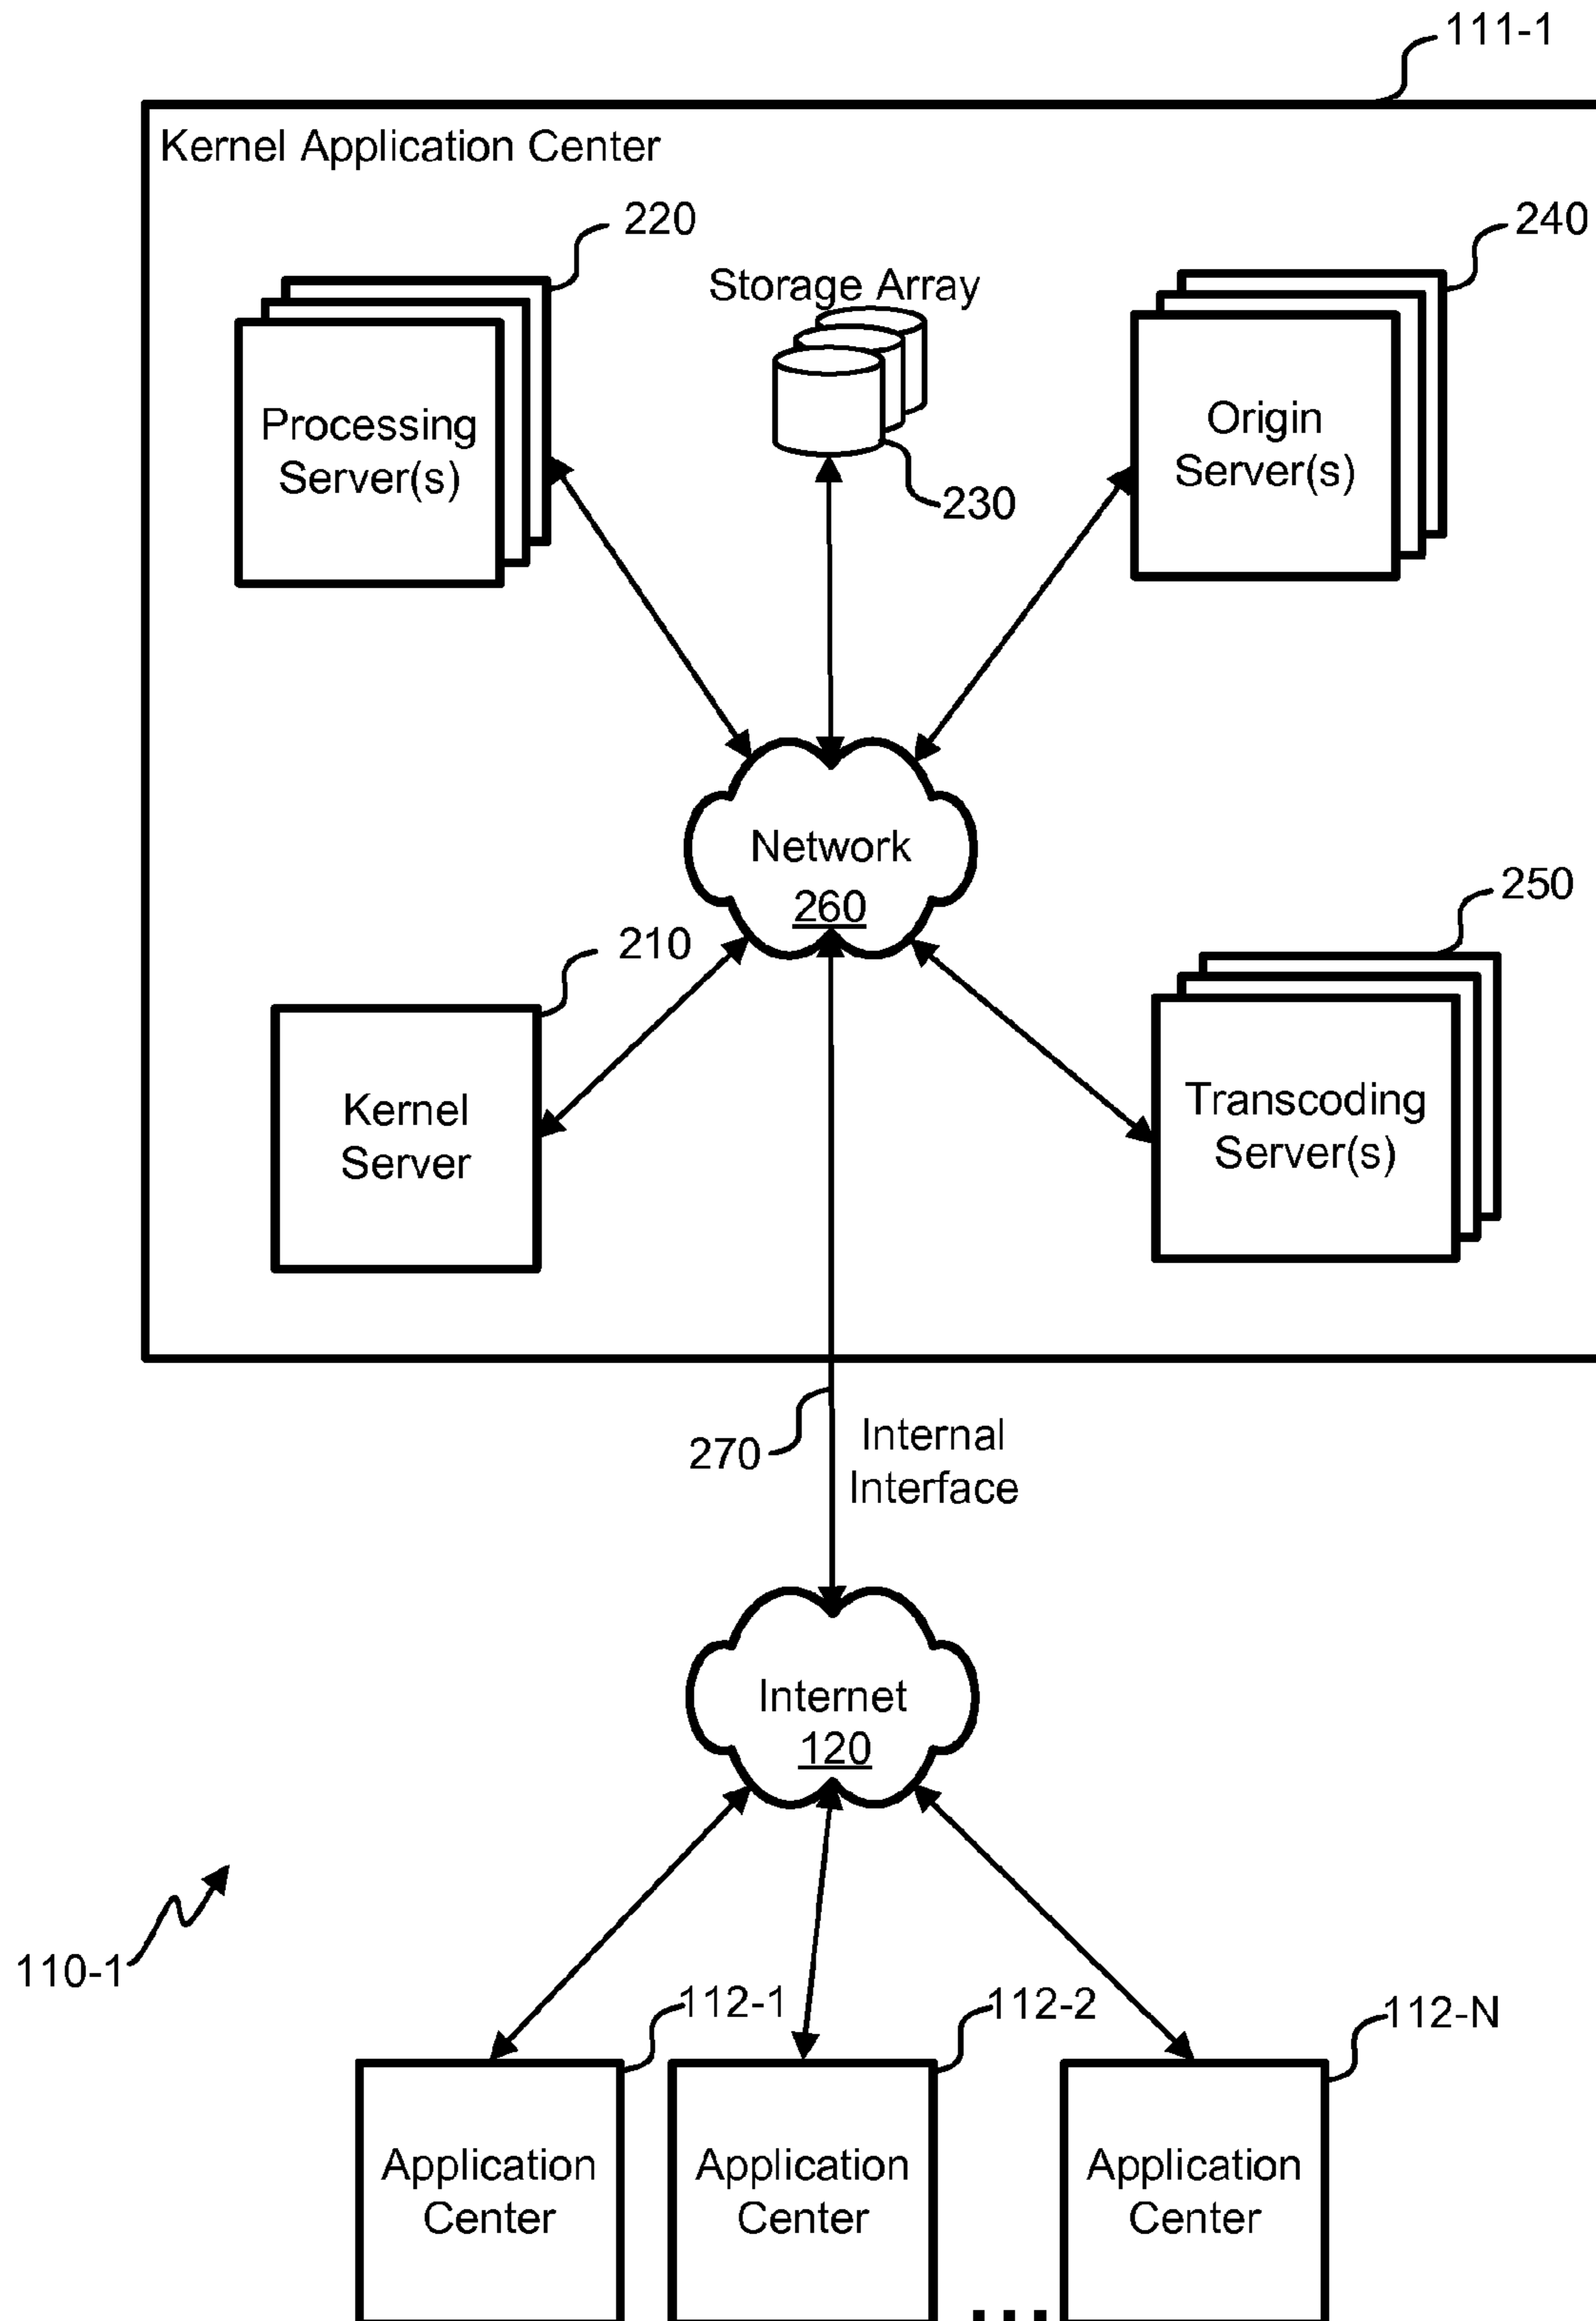 111-1
Kernel Application Center
220
240
Storage Array
Processing
Server(s)
Origin
Server(s)
230
Network
260
250
210
Kernel
Server
Transcoding
Server(s)
270
Internal
Interface
Internet
120
110-1
112-1
112-2
112-N
Application
Center
Application
Center
Application
Center
...